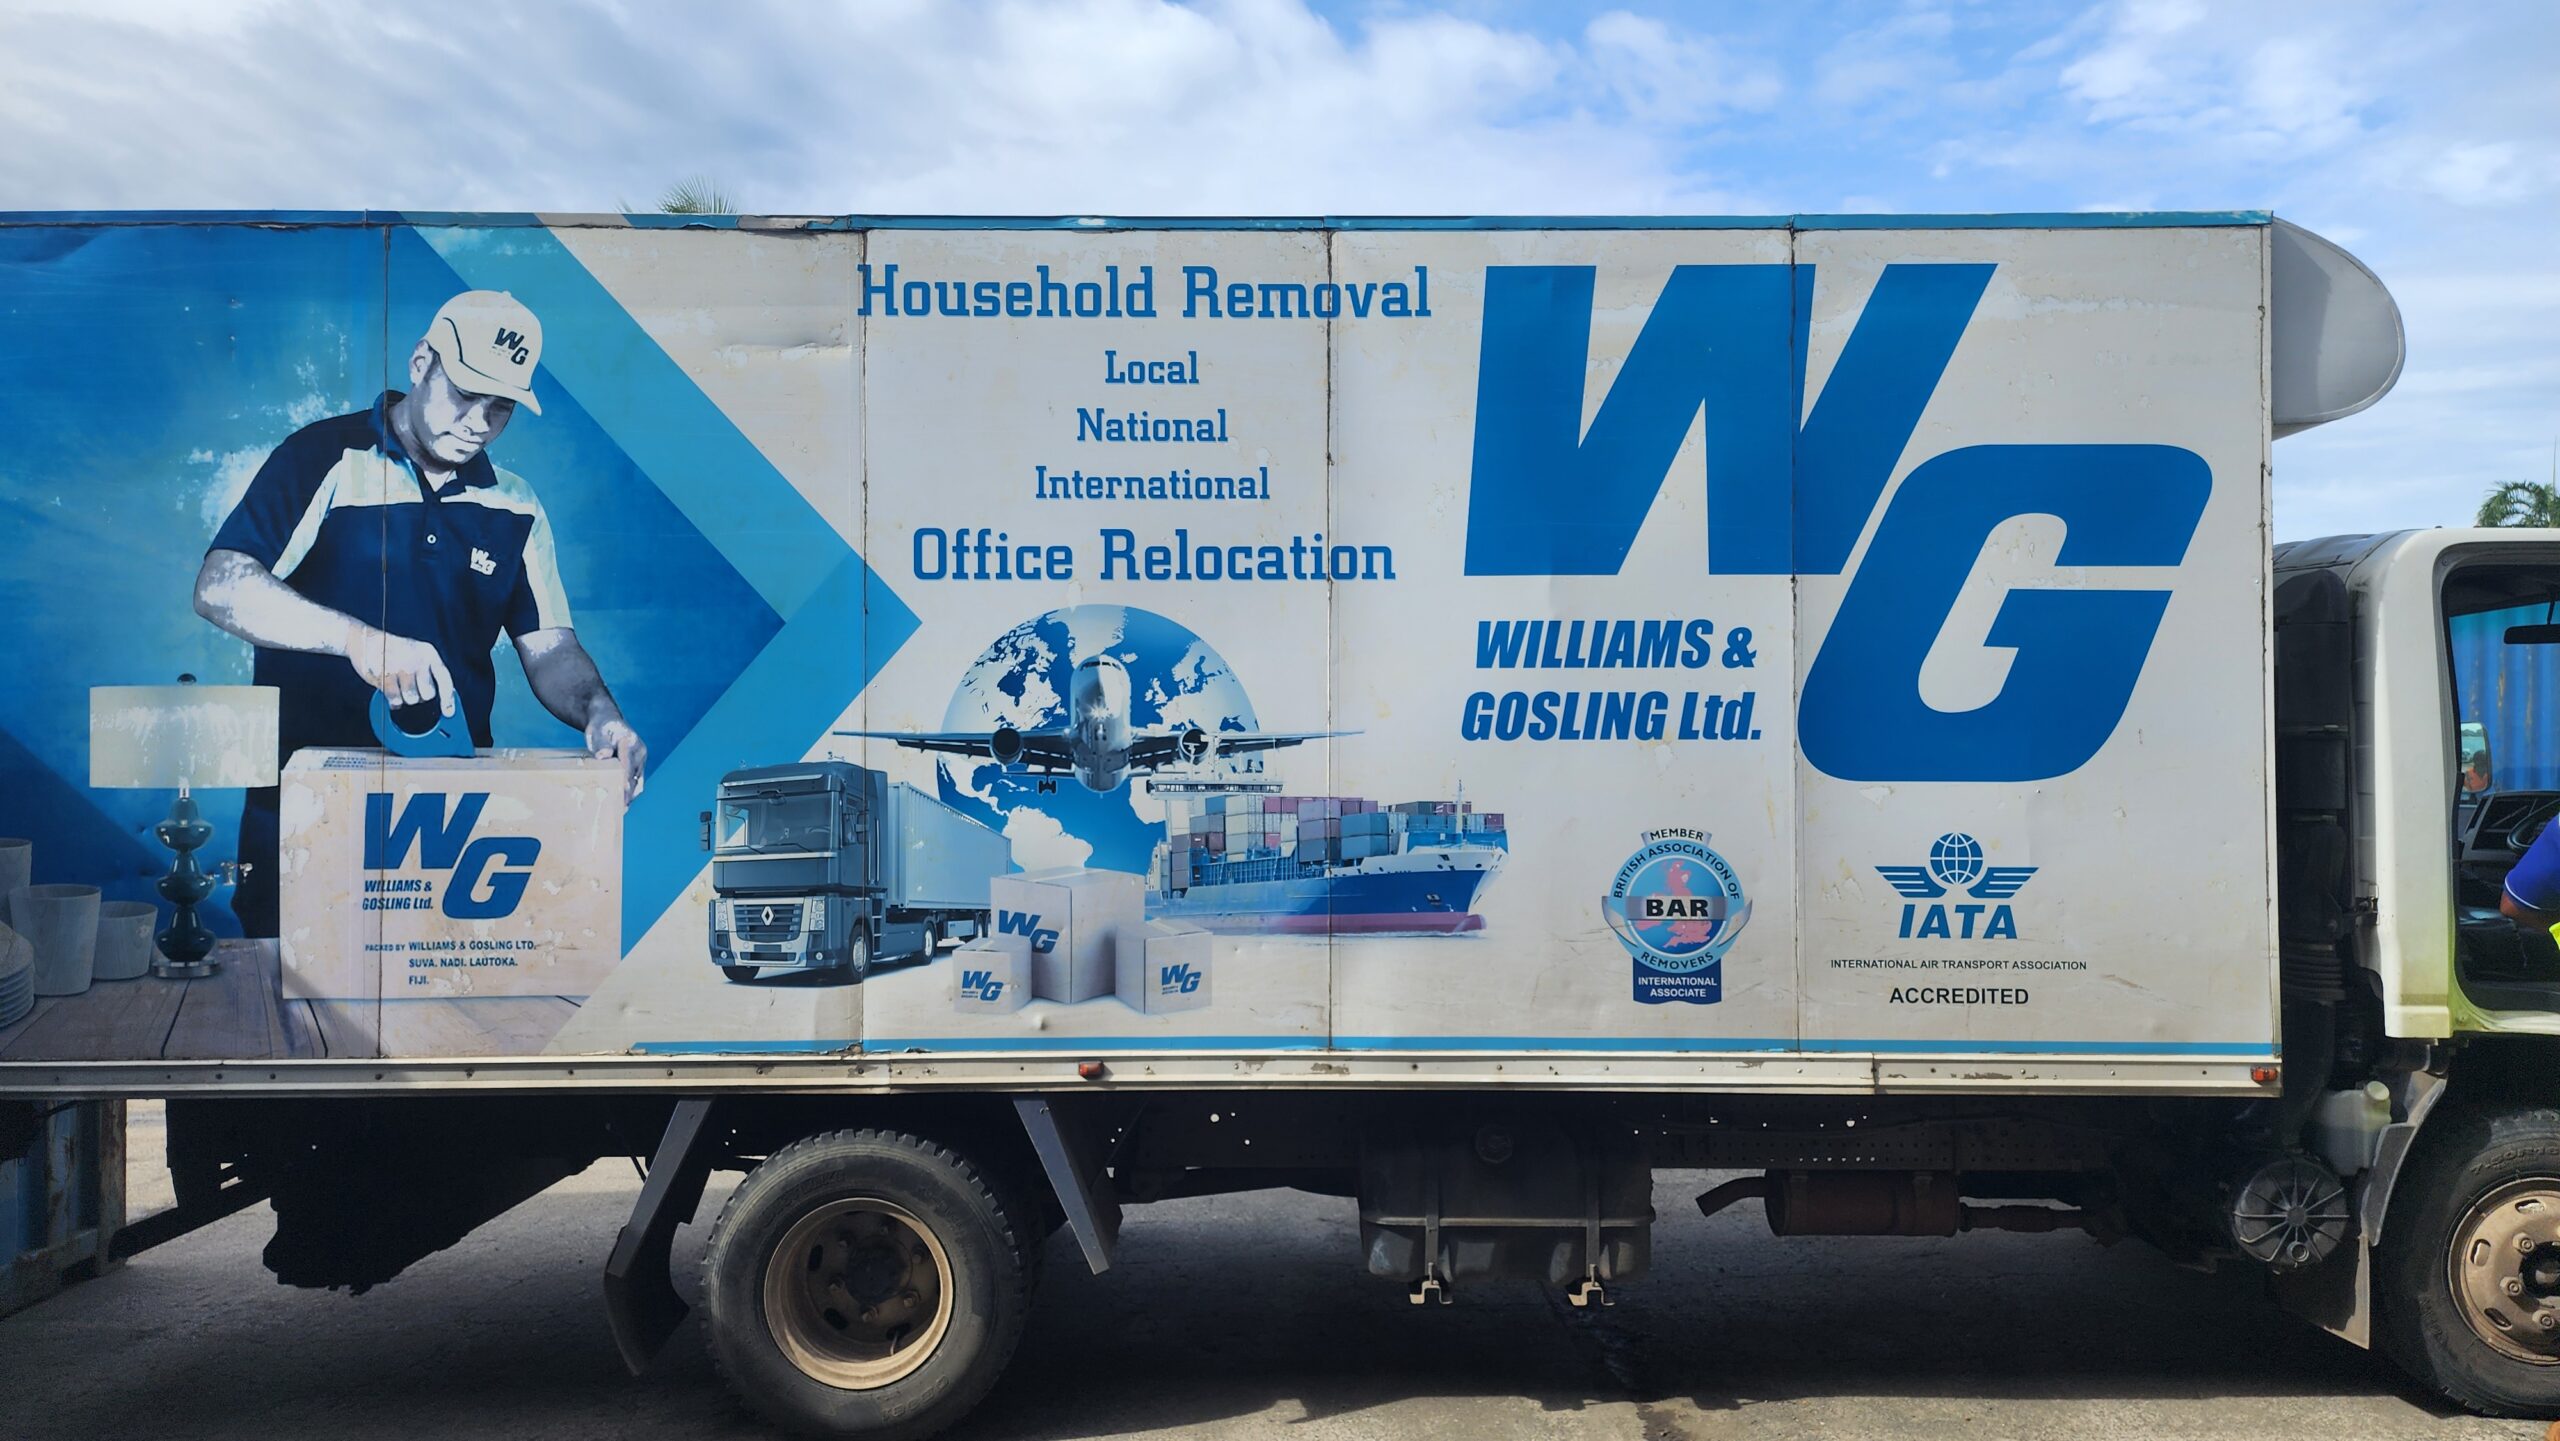 WG
WG
WG
WILLIAMS &
GOSLING Ltd.
PACKED BY WILLIAMS & GOSLING LTD.
SUVA. NADI. LAUTOKA.
FIJI.
Household Removal
Local
National
International
Office Relocation
WG
WG
WG
WG
WILLIAMS &
GOSLING Ltd.
MEMBER
BRITISH ASSOCIATION OF
BAR
REMOVERS
INTERNATIONAL
ASSOCIATE
IATA
INTERNATIONAL AIR TRANSPORT ASSOCIATION
ACCREDITED